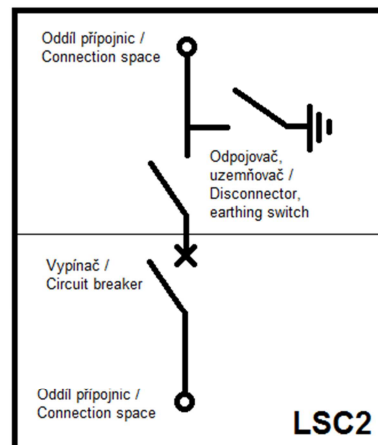 Oddíl přípojnic /
Connection space
Odpojovač,
uzemňovač /
Disconnector,
earthing switch
Vypínač /
Circuit breaker
Oddíl přípojnic /
Connection space
LSC2